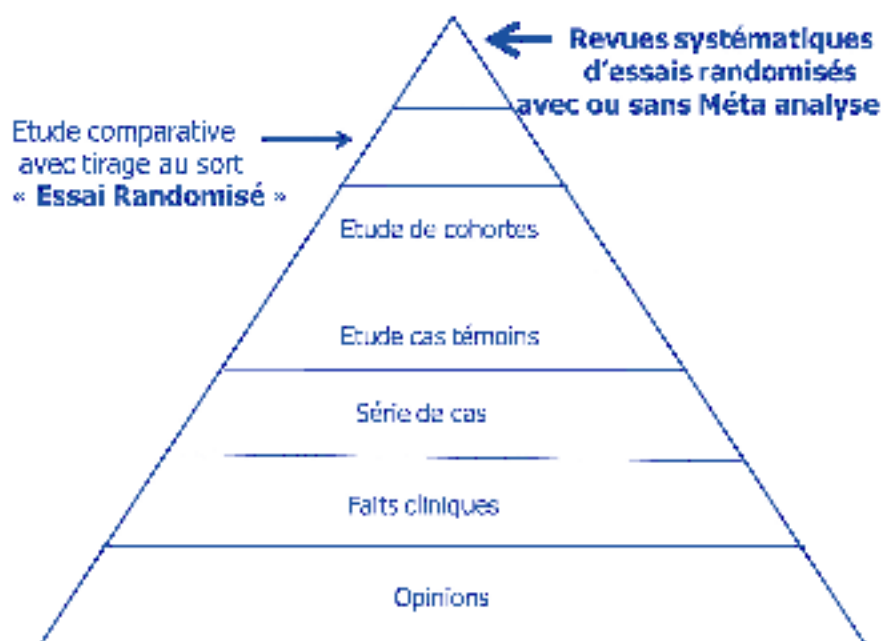 Revues systématiques
d'essais randomisés
avec ou sans Méta analyse
Etude comparative
avec tirage au sort
« Essai Randomisé »
Etude de cohortes
Etude cas témoins
Série de cas
Faits cliniques
Opinions